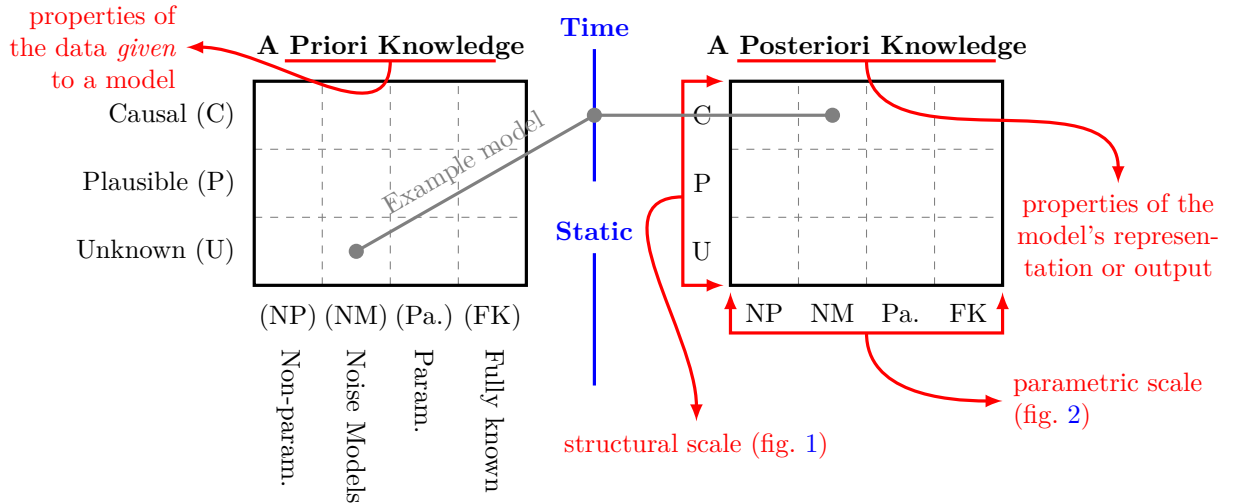 properties of
the data given
to a model
A Priori Knowledge
Time
A Posteriori Knowledge
Causal (C)
Plausible (P)
Unknown (U)
Example model
Static
C
P
U
properties of the
model's represen-
tation or output
(NP) (NM) (Pa.) (FK)
NP NM Pa. FK
Non-param.
Noise Models
Param.
Fully known
parametric scale
(fig. 2)
structural scale (fig. 1)